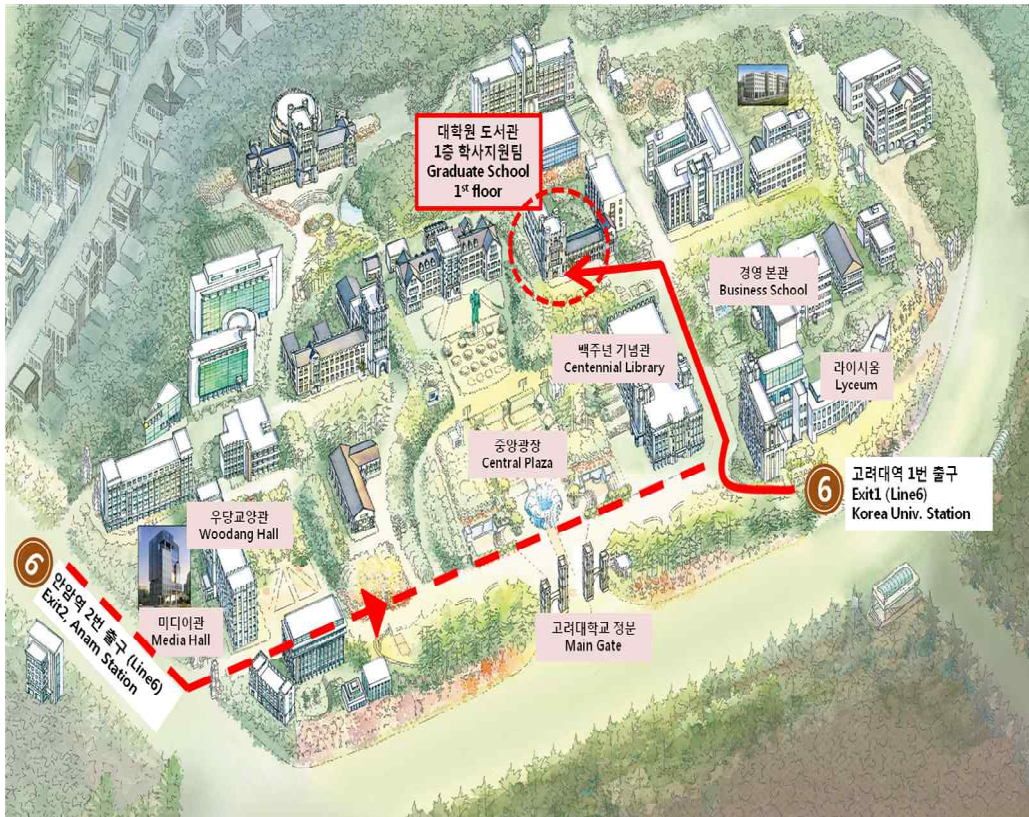 대학원 도서관
1층 학사지원팀
Graduate School
1st floor
경영 본관
Business School
백주년 기념관
Centennial Library
라이시움
Lyceum
중앙광장
Central Plaza
6
고려대역 1번 출구
Exit1 (Line6)
Korea Univ. Station
우당교양관
Woodang Hall
6
안암역 2번 출구 (Line6)
Exit2, Anam Station
미디이관
Media Hall
고려대학교 정문
Main Gate